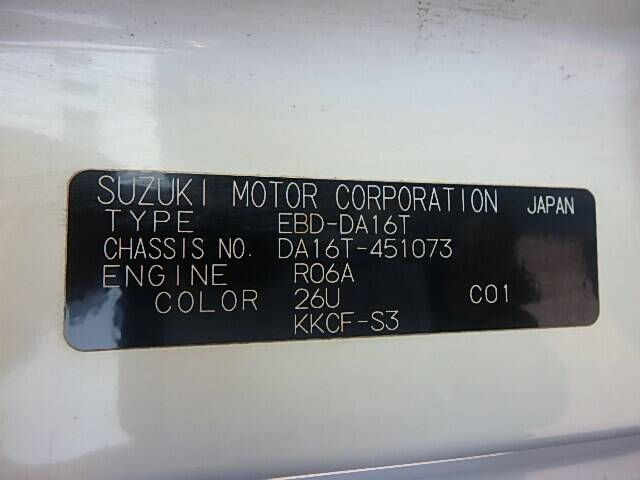 SUZUKI MOTOR CORPORATION JAPAN
TYPE EBD-DA16T
CHASSIS NO. DA16T-451073
ENGINE R06A
COLOR 26U C01
KKCF-S3